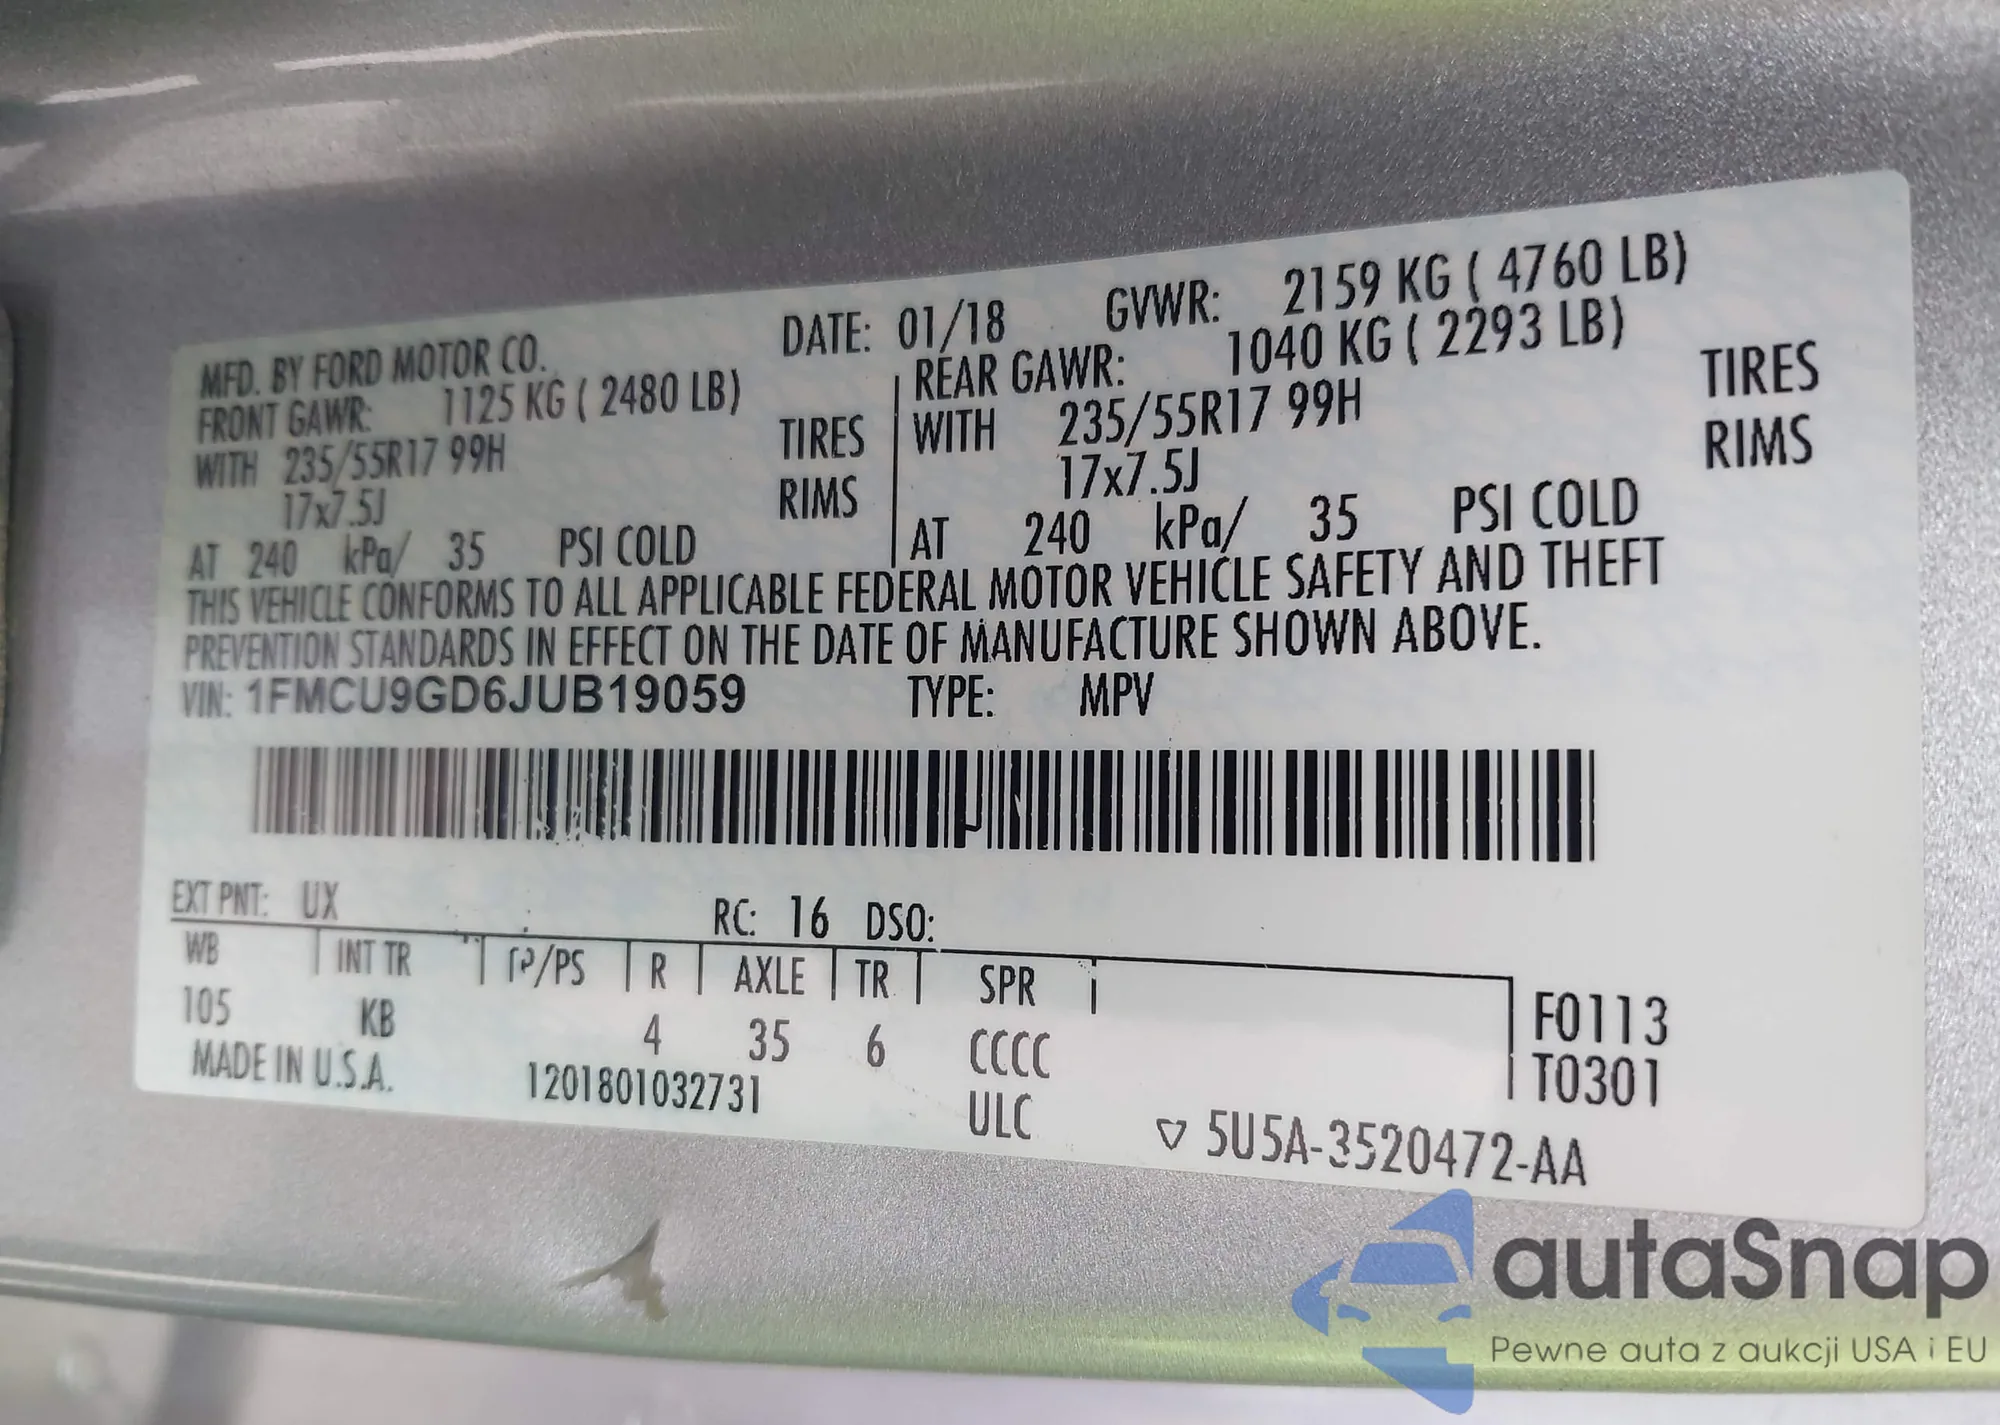 MFD. BY FORD MOTOR CO. DATE: 01/18 GVWR: 2159 KG ( 4760 LB)
FRONT GAWR: 1125 KG ( 2480 LB) REAR GAWR: 1040 KG ( 2293 LB)
WITH 235/55R17 99H TIRES WITH 235/55R17 99H TIRES
17x7.5J RIMS 17x7.5J RIMS
AT 240 kPa/ 35 PSI COLD AT 240 kPa/ 35 PSI COLD
THIS VEHICLE CONFORMS TO ALL APPLICABLE FEDERAL MOTOR VEHICLE SAFETY AND THEFT
PREVENTION STANDARDS IN EFFECT ON THE DATE OF MANUFACTURE SHOWN ABOVE.
VIN: 1FMCU9GD6JUB19059 TYPE: MPV
EXT PNT: UX RC: 16 DSO:
WB INT TR TP/PS R AXLE TR SPR
105 KB 4 35 6 CCCC F0113
MADE IN U.S.A. 1201801032731 ULC T0301
5U5A-3520472-AA
autaSnap
Pewne auta z aukcji USA i EU